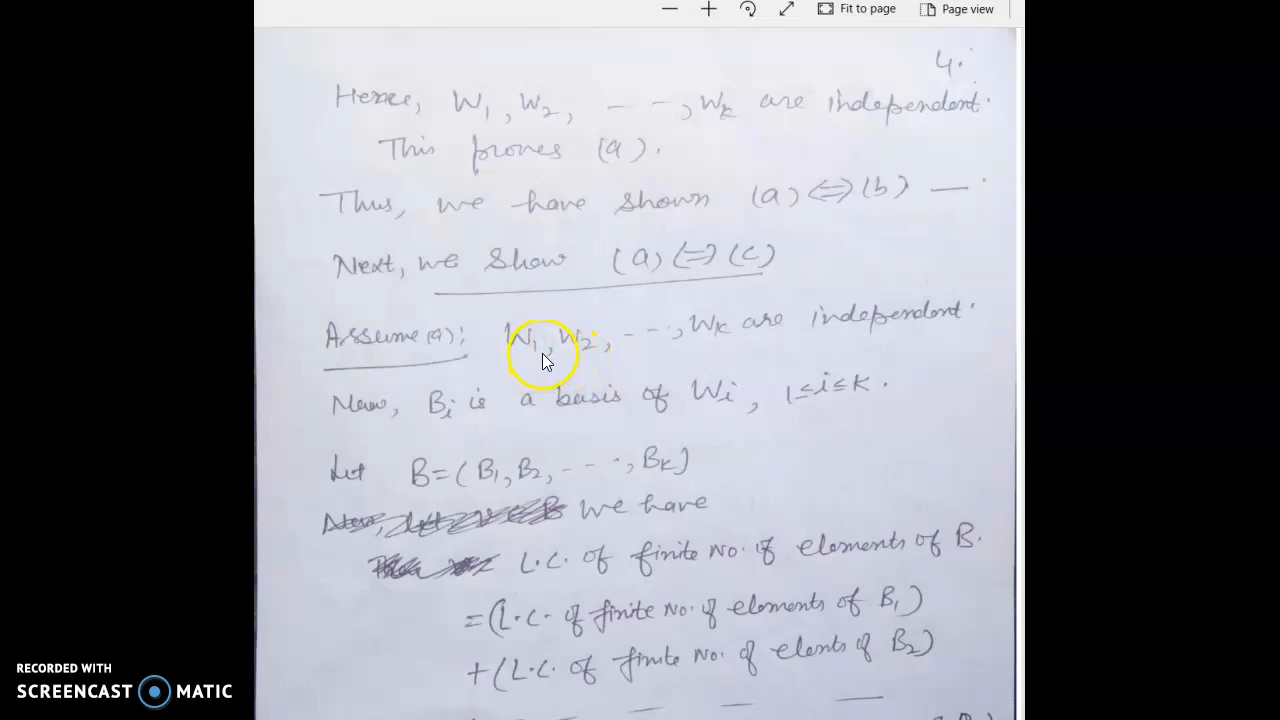 Fit to page Page view
4.
Hence, W1, W2, - - -, Wk are independent.
This proves (a).
Thus, we have shown (a) <=> (b) —
Next, we show (a) <=> (c)
Assume (a): W1, W2, - - -, Wk are independent.
Now, Bi is a basis of Wi, 1≤i≤k.
Let B=(B1, B2, - - -, Bk)
we have
L.C. of finite No. of elements of B.
=(L.C. of finite No. of elements of B1)
+(L.C. of finite No. of elents of B2)
RECORDED WITH
SCREENCAST MATIC